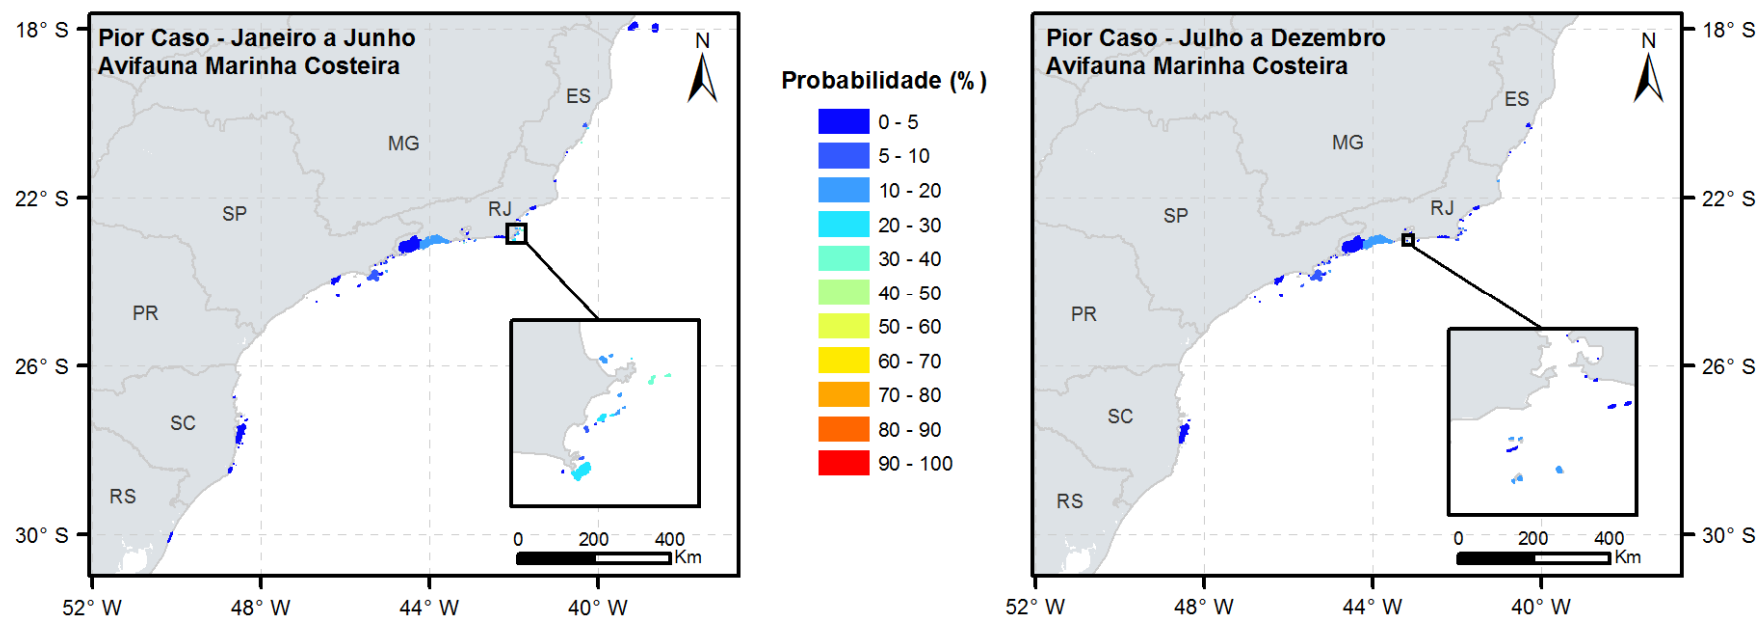 Pior Caso - Janeiro a Junho
Avifauna Marinha Costeira
N
18° S
22° S
26° S
30° S
ES
MG
RJ
SP
PR
SC
RS
0 200 400
Km
52° W 48° W 44° W 40° W
Probabilidade (%)
0 - 5
5 - 10
10 - 20
20 - 30
30 - 40
40 - 50
50 - 60
60 - 70
70 - 80
80 - 90
90 - 100
Pior Caso - Julho a Dezembro
Avifauna Marinha Costeira
N
18° S
22° S
26° S
30° S
ES
MG
RJ
SP
PR
SC
RS
0 200 400
Km
52° W 48° W 44° W 40° W